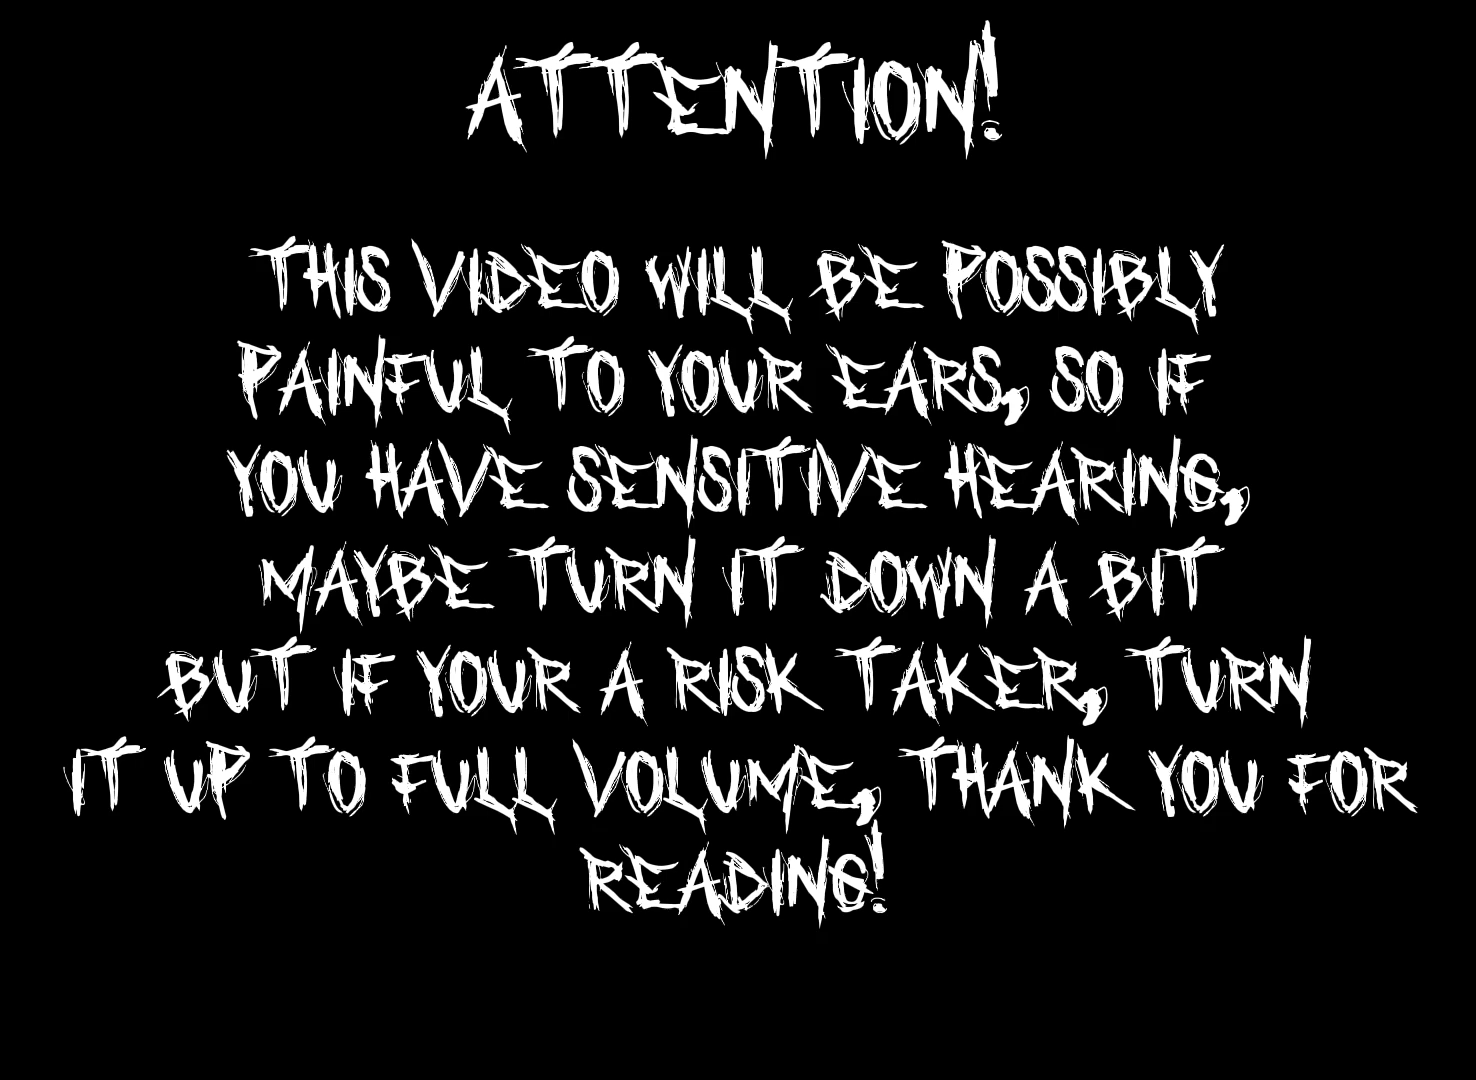 ATTENTION!
THIS VIDEO WILL BE POSSIBLY
PAINFUL TO YOUR EARS, SO IF
YOU HAVE SENSITIVE HEARING,
MAYBE TURN IT DOWN A BIT
BUT IF YOUR A RISK TAKER, TURN
IT UP TO FULL VOLUME, THANK YOU FOR
READING!